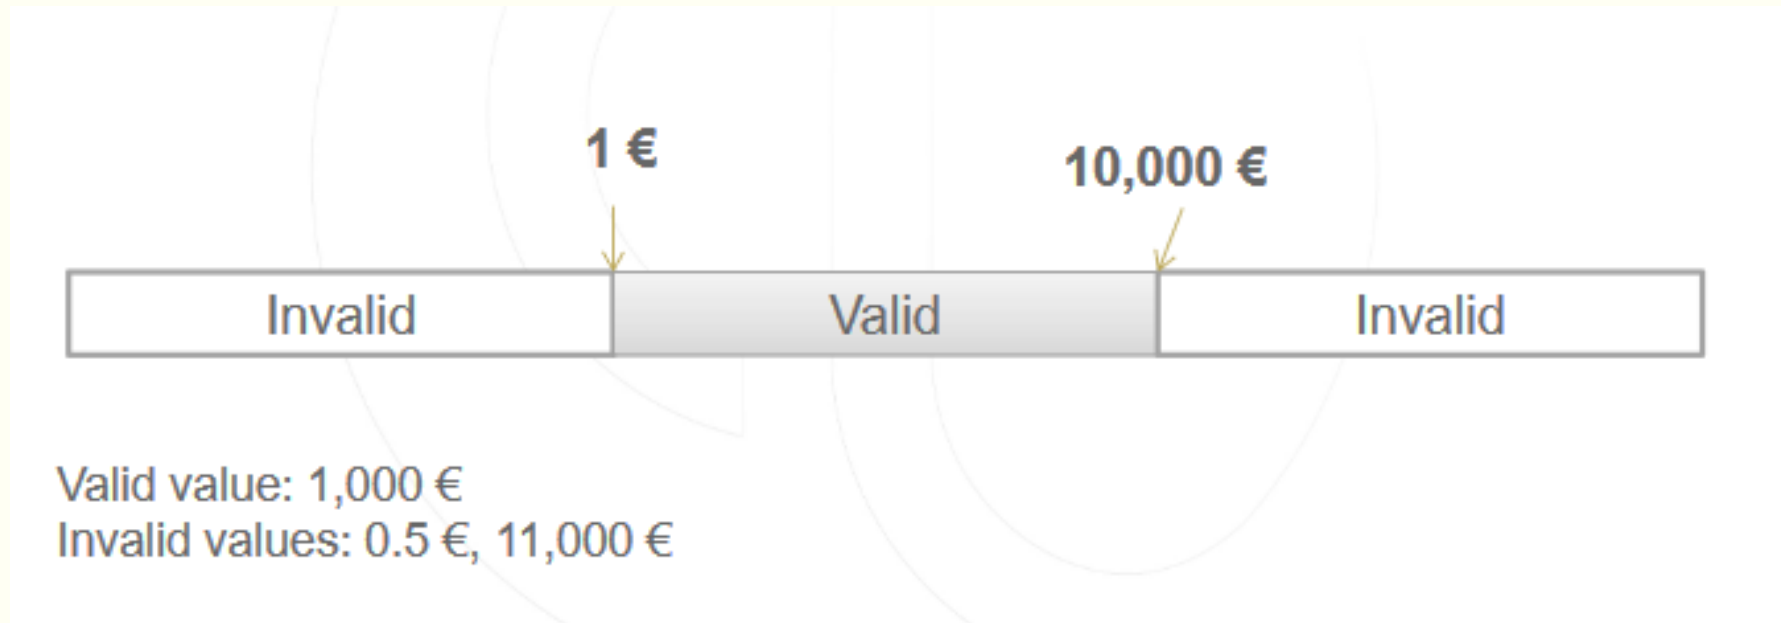 1 €
10,000 €
Invalid Valid Invalid
Valid value: 1,000 €
Invalid values: 0.5 €, 11,000 €